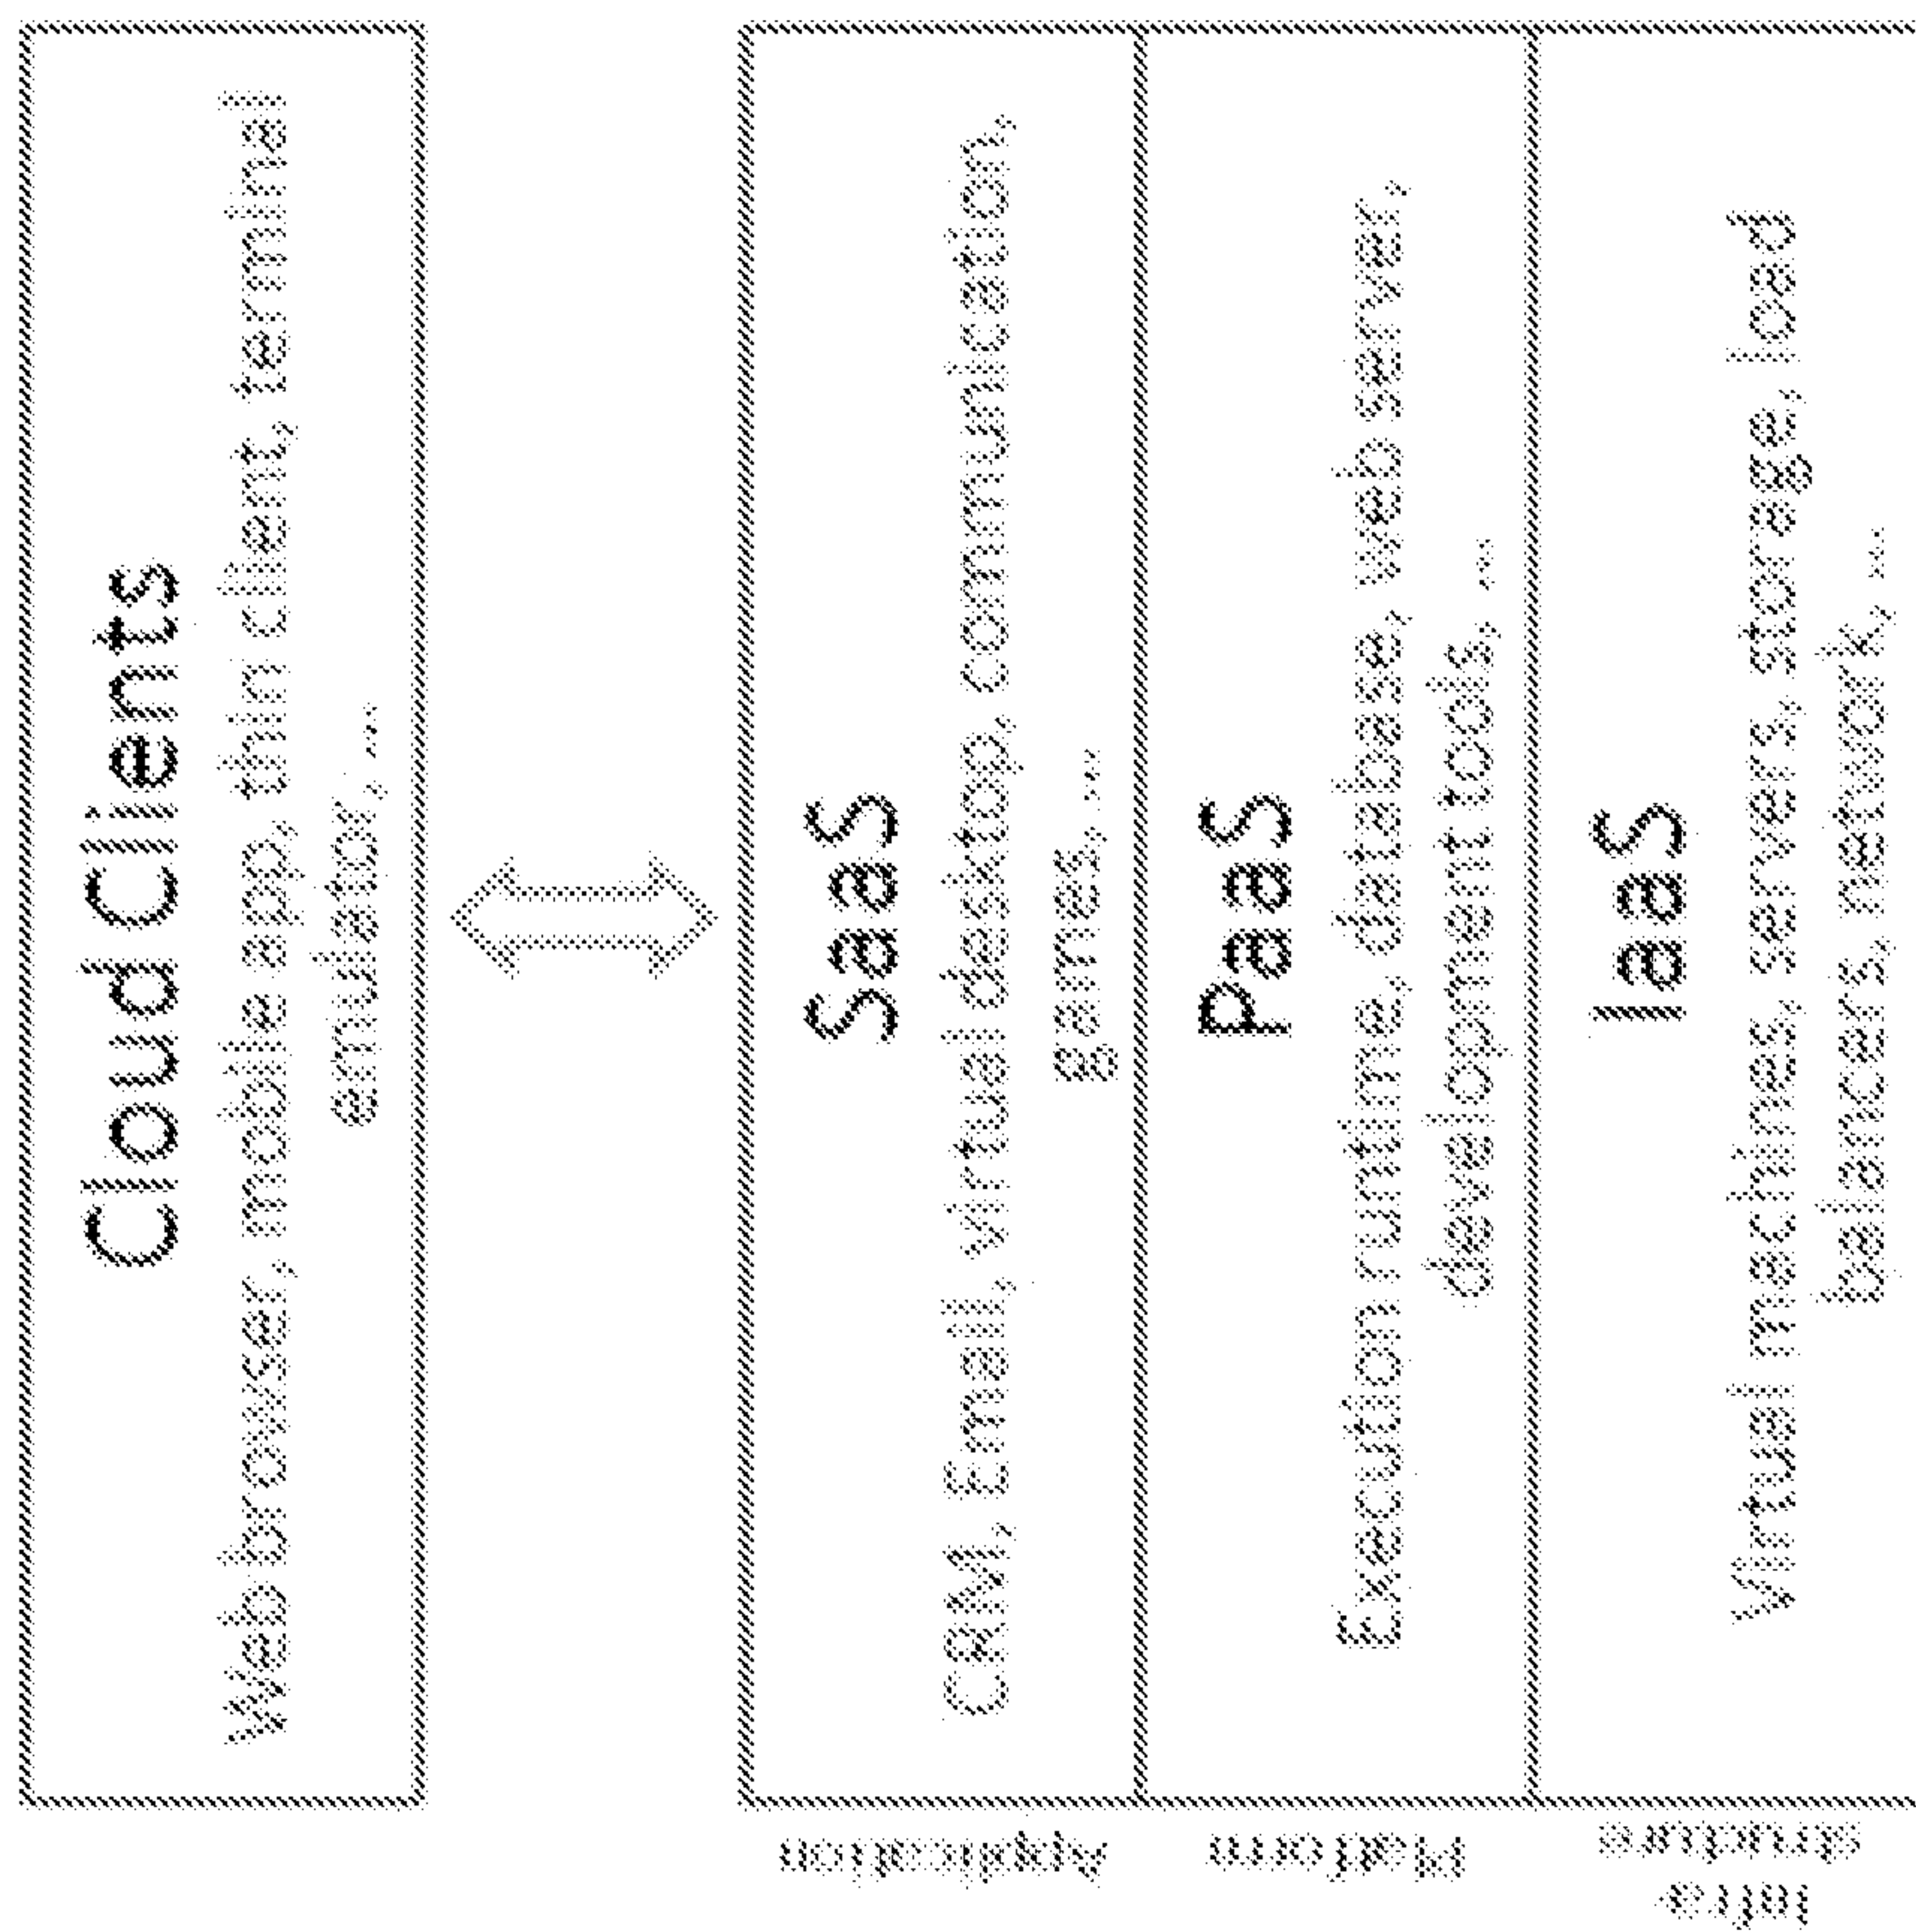 Cloud Clients
Web browser, mobile app, thin client, terminal
emulator, ...
SaaS
CRM, Email, virtual desktop, communication,
games, ...
Application
PaaS
Execution runtime, database, web server,
development tools, ...
Platform
IaaS
Virtual machines, servers, storage, load
balancers, network, ...
Infra-
structure